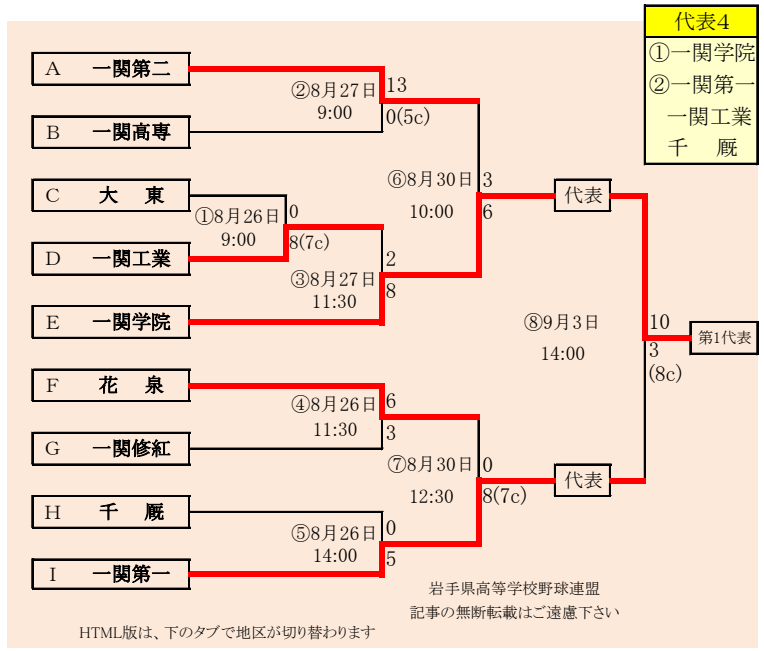 代表4
①一関学院
②一関第一
一関工業
千 厩
A 一関第二
②8月27日 13
9:00 0(5c)
B 一関高専
C 大 東
⑥8月30日 3
10:00 6
代表
①8月26日 0
9:00 8(7c)
D 一関工業
2
③8月27日 8
11:30
E 一関学院
⑧9月3日 10
14:00 3
(8c)
第1代表
F 花 泉
④8月26日 6
11:30 3
G 一関修紅
⑦8月30日 0
12:30 8(7c)
代表
H 千 厩
⑤8月26日 0
14:00 5
I 一関第一
岩手県高等学校野球連盟
記事の無断転載はご遠慮下さい
HTML版は、下のタブで地区が切り替わります